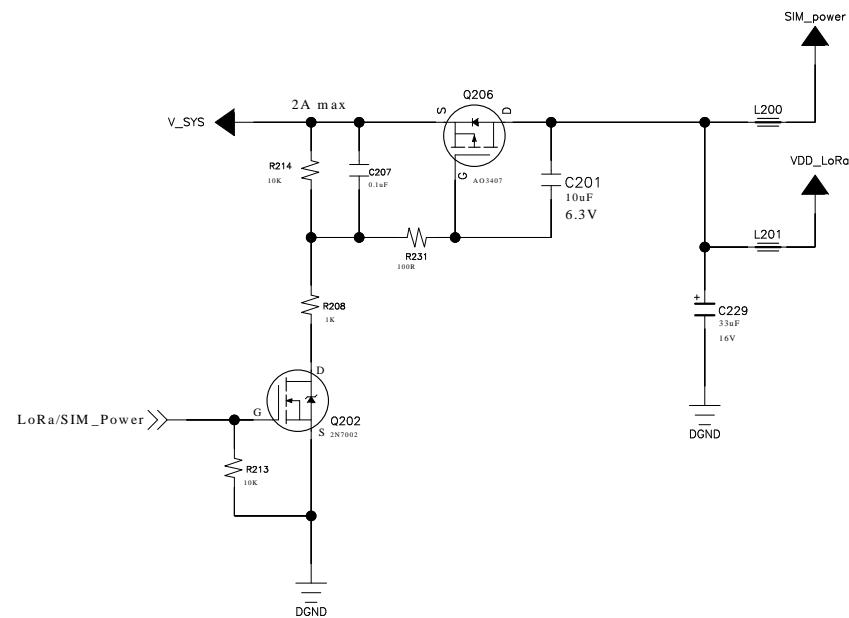 SIM_power
2A max
Q206
S
D
V_SYS
L200
R214
10K
C207
0.1uF
G
AO3407
C201
10uF
6.3V
VDD_LoRa
R231
100R
L201
R208
1K
+
C229
33uF
16V
D
LoRa/SIM_Power
G
Q202
S
2N7002
DGND
R213
10K
DGND